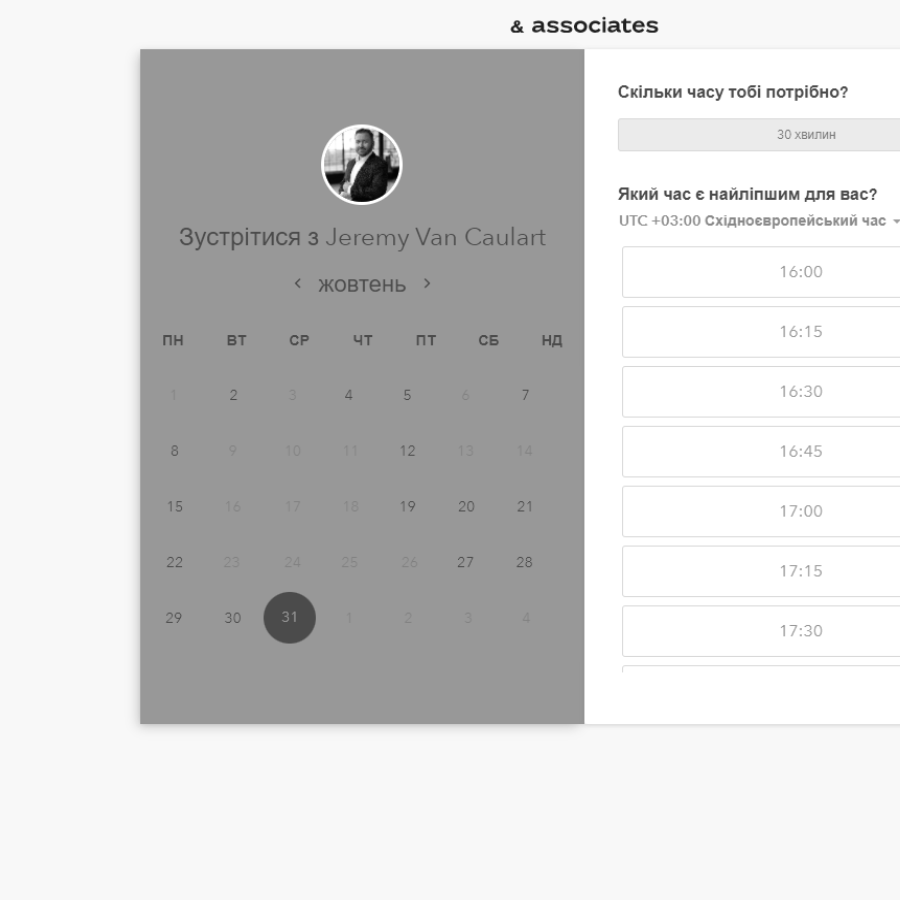 & associates
Зустрітися з Jeremy Van Caulart
жовтень
ПН ВТ СР ЧТ ПТ СБ НД
1 2 3 4 5 6 7
8 9 10 11 12 13 14
15 16 17 18 19 20 21
22 23 24 25 26 27 28
29 30 31 1 2 3 4
Скільки часу тобі потрібно?
30 хвилин
Який час є найліпшим для вас?
UTC +03:00 Східноєвропейський час
16:00
16:15
16:30
16:45
17:00
17:15
17:30